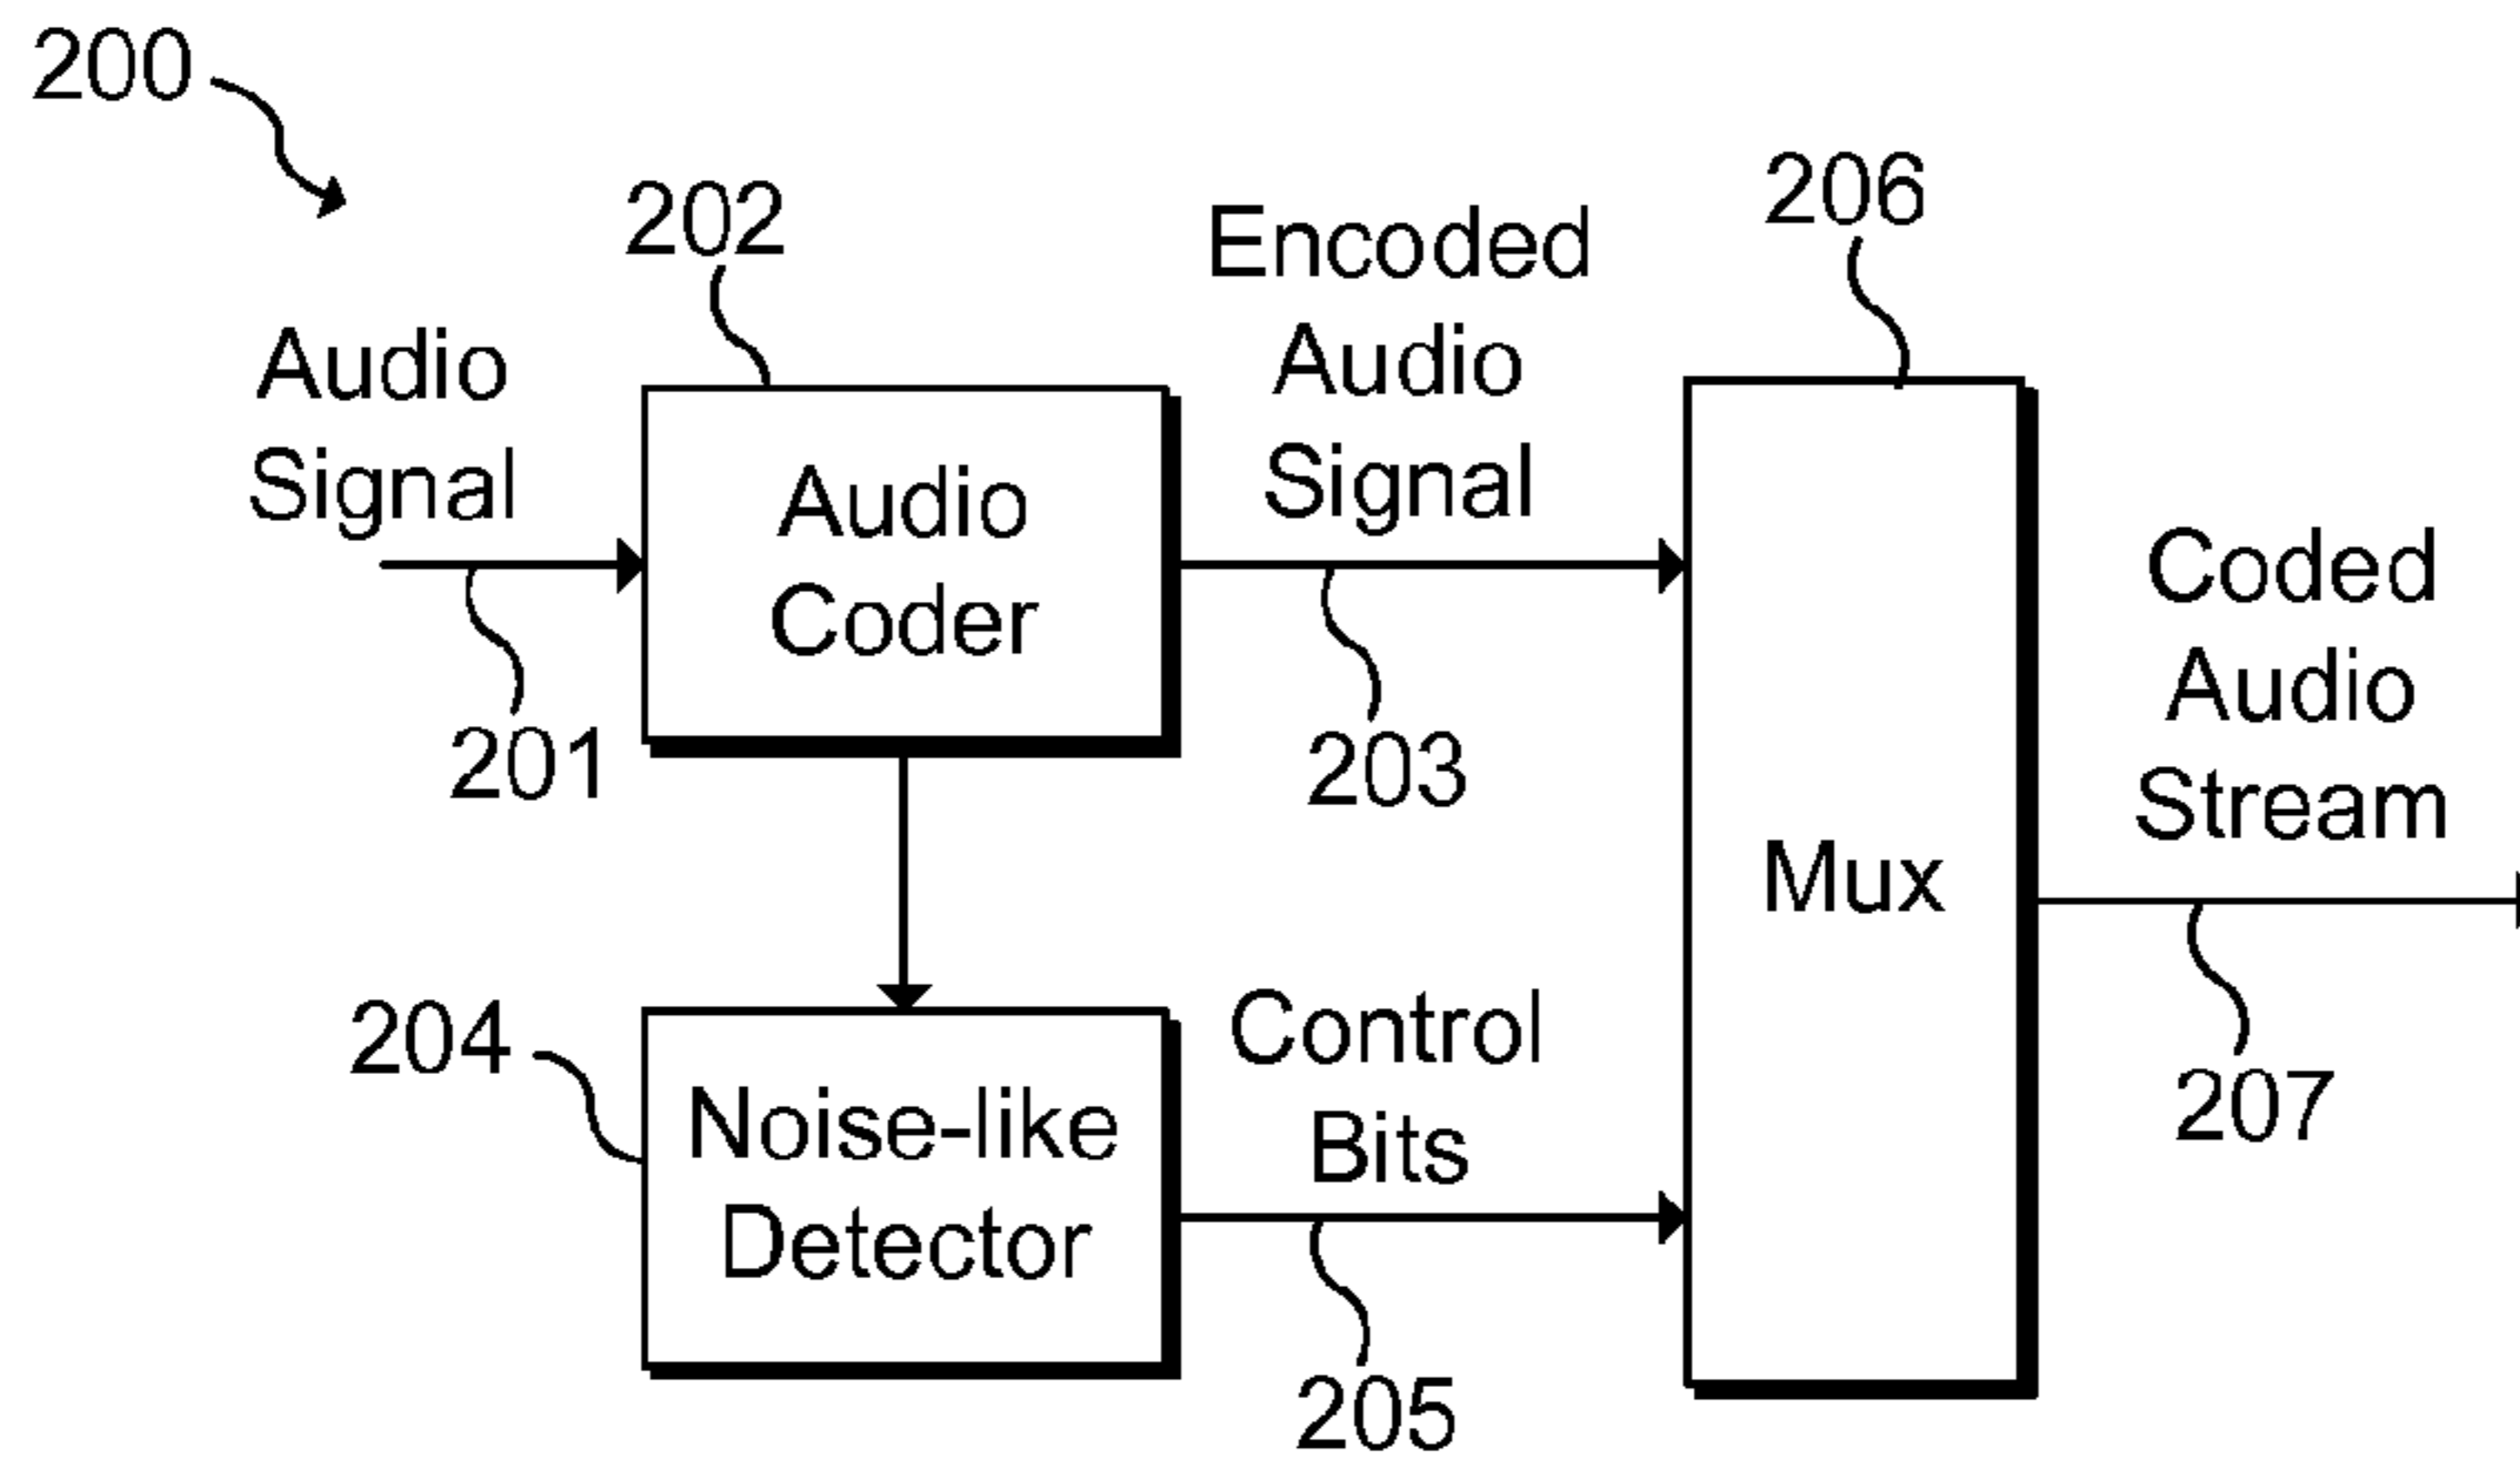 200
202
206
Encoded
Audio
Signal
Audio
Signal
Audio
Coder
201
203
Coded
Audio
Stream
Mux
204
Noise-like
Detector
Control
Bits
205
207